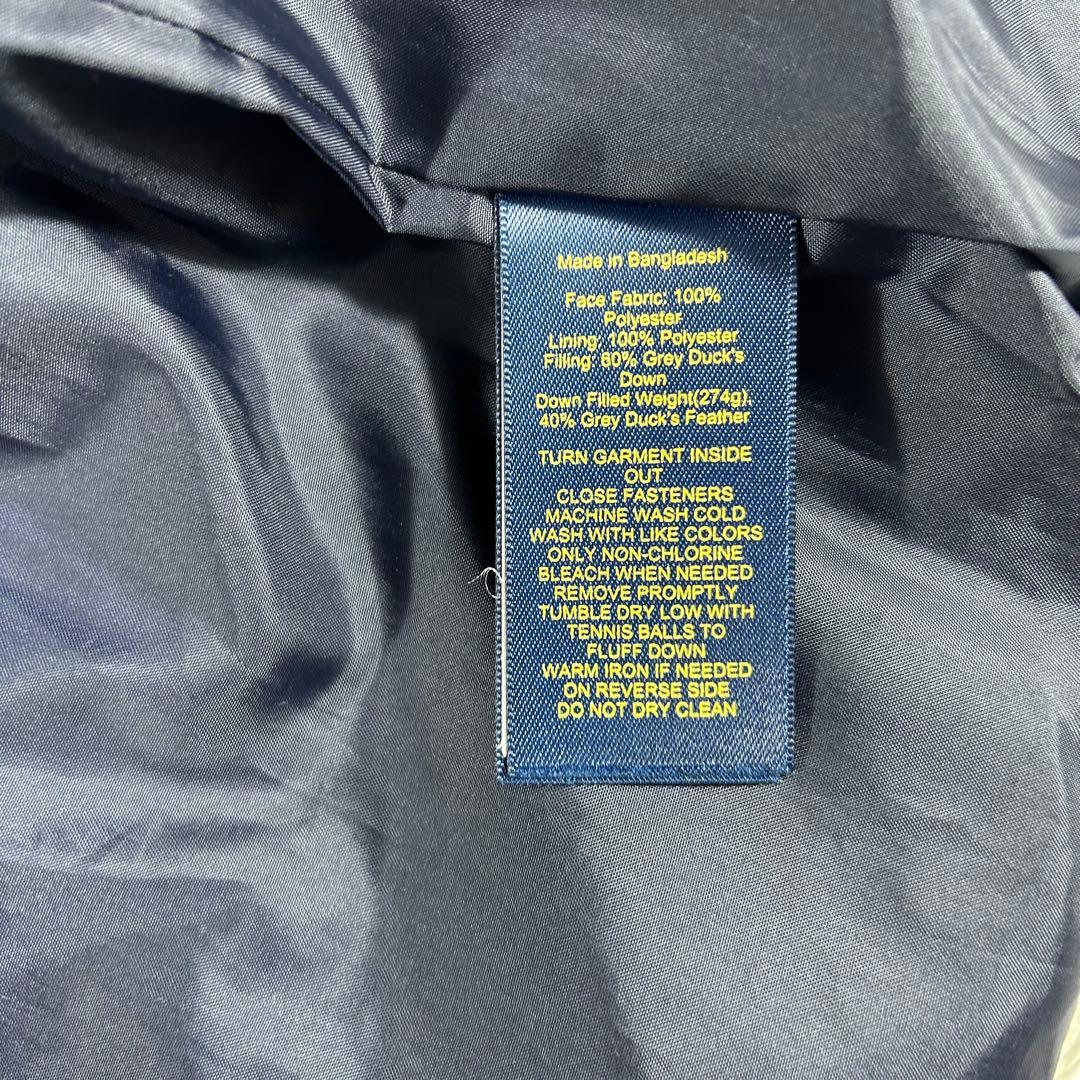 Made in Bangladesh
Face Fabric: 100%
Polyester
Lining: 100% Polyester
Filling: 60% Grey Duck's
Down
Down Filled Weight(274g)
40% Grey Duck's Feather
TURN GARMENT INSIDE
OUT
CLOSE FASTENERS
MACHINE WASH COLD
WASH WITH LIKE COLORS
ONLY NON-CHLORINE
BLEACH WHEN NEEDED
REMOVE PROMPTLY
TUMBLE DRY LOW WITH
TENNIS BALLS TO
FLUFF DOWN
WARM IRON IF NEEDED
ON REVERSE SIDE
DO NOT DRY CLEAN